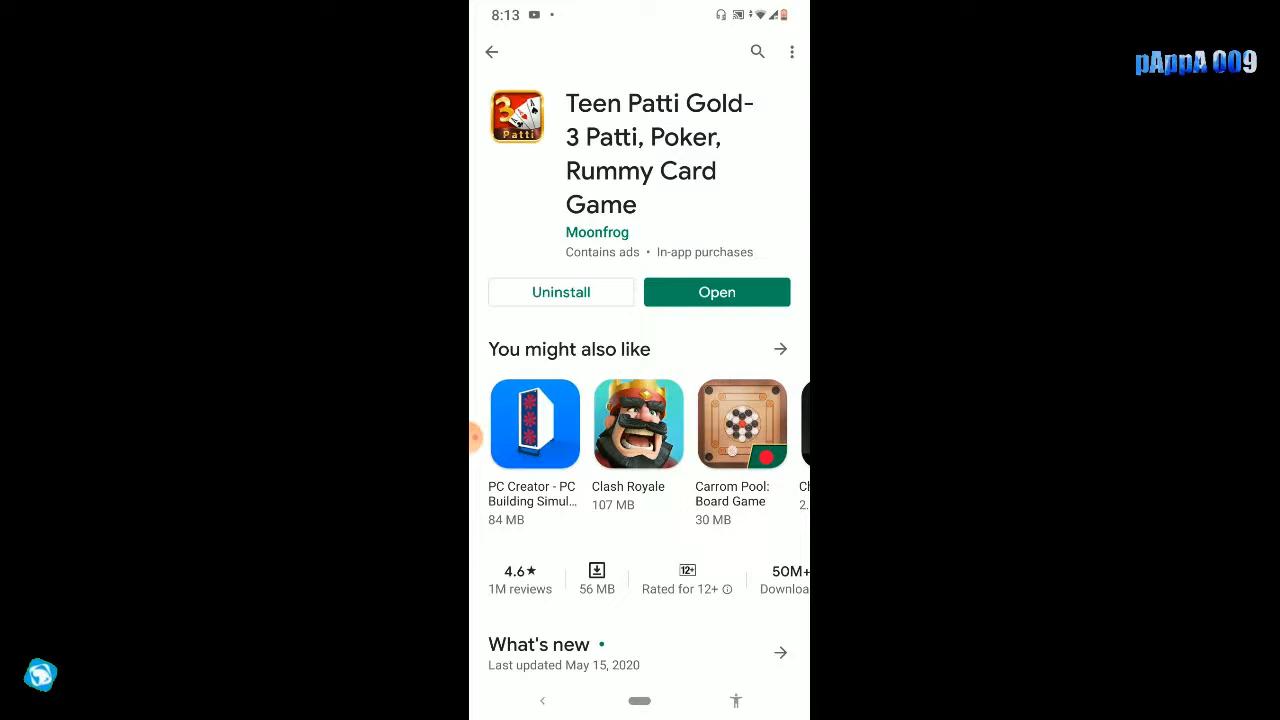 8:13
pAppA 009
3
Patti
Teen Patti Gold-
3 Patti, Poker,
Rummy Card
Game
Moonfrog
Contains ads • In-app purchases
Uninstall
Open
You might also like
PC Creator - PC
Building Simul...
84 MB
Clash Royale
107 MB
Carrom Pool:
Board Game
30 MB
4.6★
1M reviews
56 MB
12+
Rated for 12+
50M+
What's new •
Last updated May 15, 2020